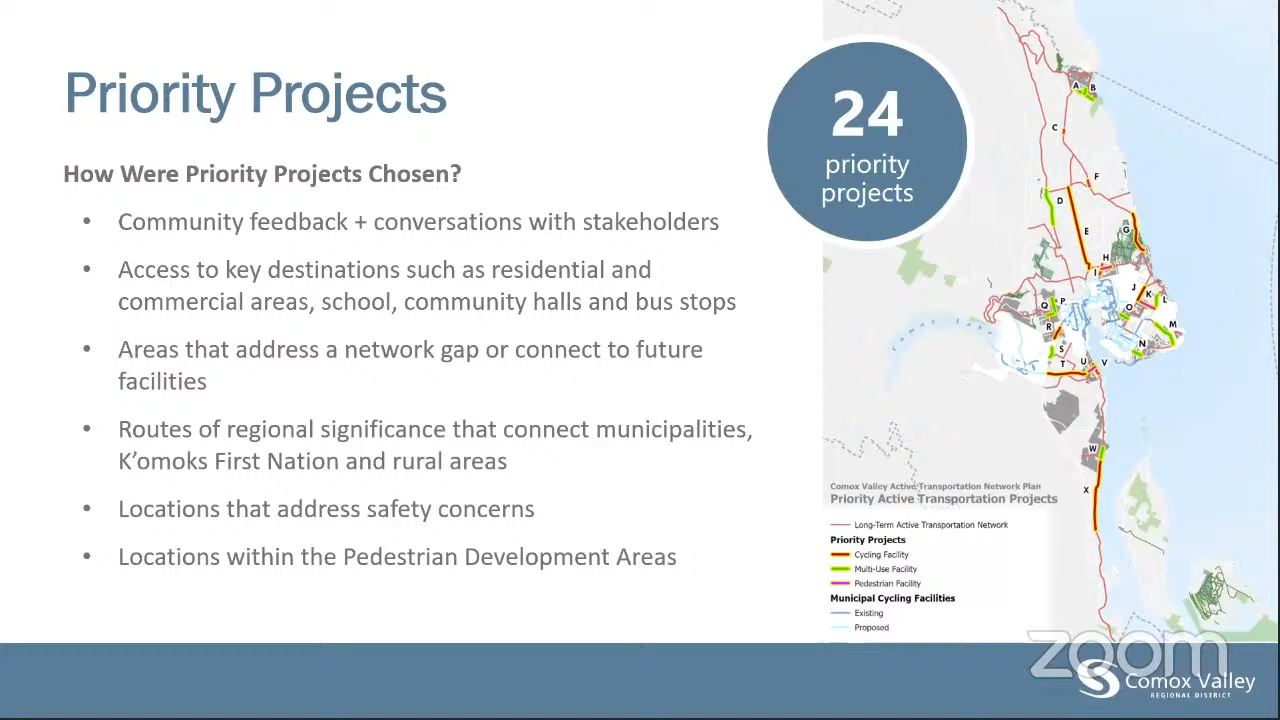 Priority Projects
How Were Priority Projects Chosen?
• Community feedback + conversations with stakeholders
• Access to key destinations such as residential and
commercial areas, school, community halls and bus stops
• Areas that address a network gap or connect to future
facilities
• Routes of regional significance that connect municipalities,
K'omoks First Nation and rural areas
• Locations that address safety concerns
• Locations within the Pedestrian Development Areas
24
priority
projects
A B
C
F
D
E
G
H
I
J
K
L
O
M
N
Q P
R
S
T
U V
W
X
Comox Lake
Comox Valley Active Transportation Network Plan
Priority Active Transportation Projects
Long-Term Active Transportation Network
Priority Projects
Cycling Facility
Multi-Use Facility
Pedestrian Facility
Municipal Cycling Facilities
Existing
Proposed
zoom
Comox Valley
REGIONAL DISTRICT